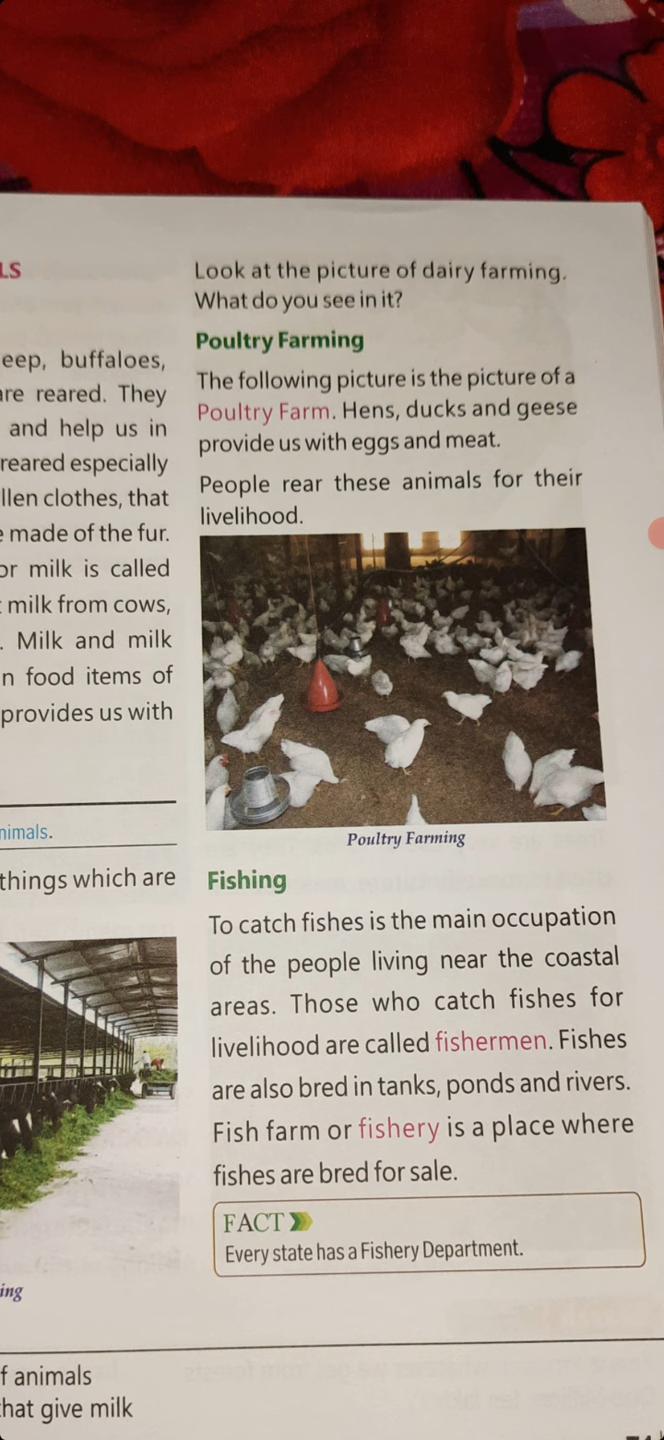 LS
eep, buffaloes,
are reared. They
and help us in
reared especially
llen clothes, that
made of the fur.
or milk is called
milk from cows,
. Milk and milk
n food items of
provides us with
nimals.
things which are
ing
Look at the picture of dairy farming.
What do you see in it?
Poultry Farming
The following picture is the picture of a
Poultry Farm. Hens, ducks and geese
provide us with eggs and meat.
People rear these animals for their
livelihood.
Poultry Farming
Fishing
To catch fishes is the main occupation
of the people living near the coastal
areas. Those who catch fishes for
livelihood are called fishermen. Fishes
are also bred in tanks, ponds and rivers.
Fish farm or fishery is a place where
fishes are bred for sale.
FACT
Every state has a Fishery Department.
f animals
that give milk